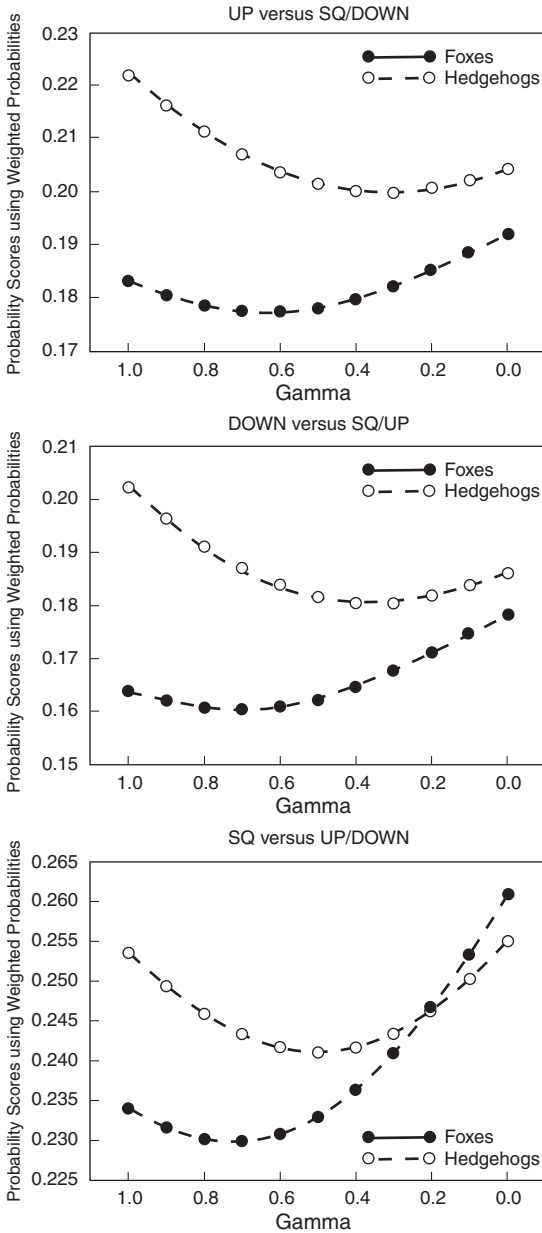 UP versus SQ/DOWN
Probability Scores using Weighted Probabilities
0.23
0.22
0.21
0.20
0.19
0.18
0.17
Foxes
Hedgehogs
1.0 0.8 0.6 0.4 0.2 0.0
Gamma
DOWN versus SQ/UP
Probability Scores using Weighted Probabilities
0.21
0.20
0.19
0.18
0.17
0.16
0.15
Foxes
Hedgehogs
1.0 0.8 0.6 0.4 0.2 0.0
Gamma
SQ versus UP/DOWN
Probability Scores using Weighted Probabilities
0.265
0.260
0.255
0.250
0.245
0.240
0.235
0.230
0.225
Foxes
Hedgehogs
1.0 0.8 0.6 0.4 0.2 0.0
Gamma